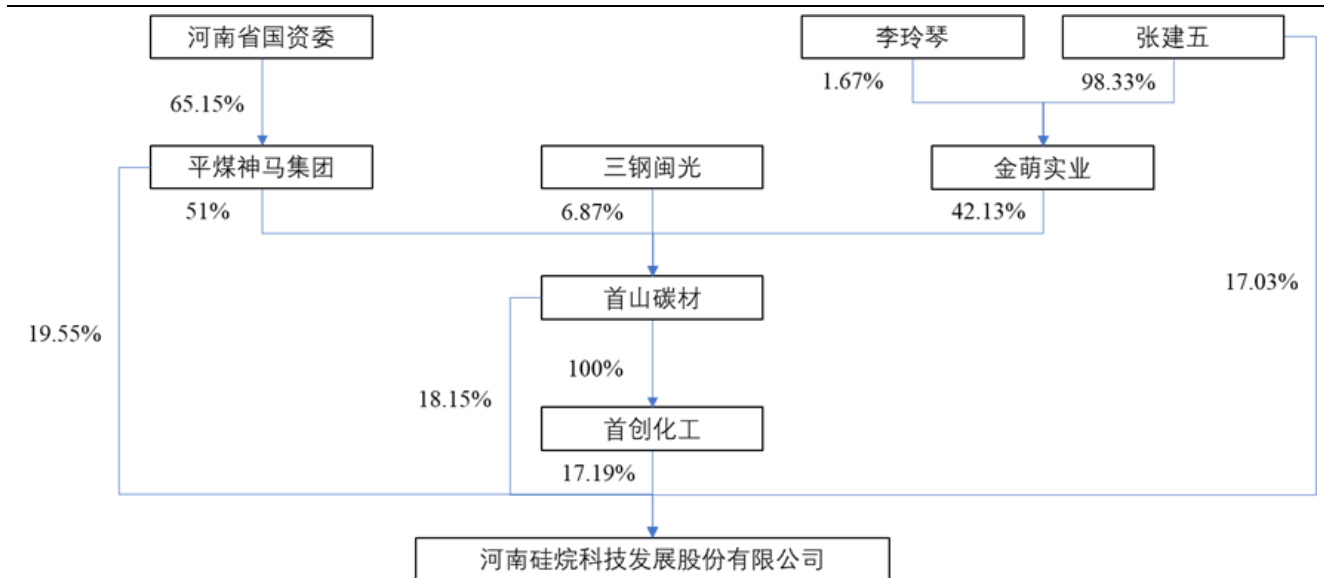 河南省国资委
李玲琴
张建五
65.15%
1.67%
98.33%
平煤神马集团
三钢闽光
金萌实业
51%
6.87%
42.13%
首山碳材
17.03%
19.55%
100%
18.15%
首创化工
17.19%
河南硅烷科技发展股份有限公司